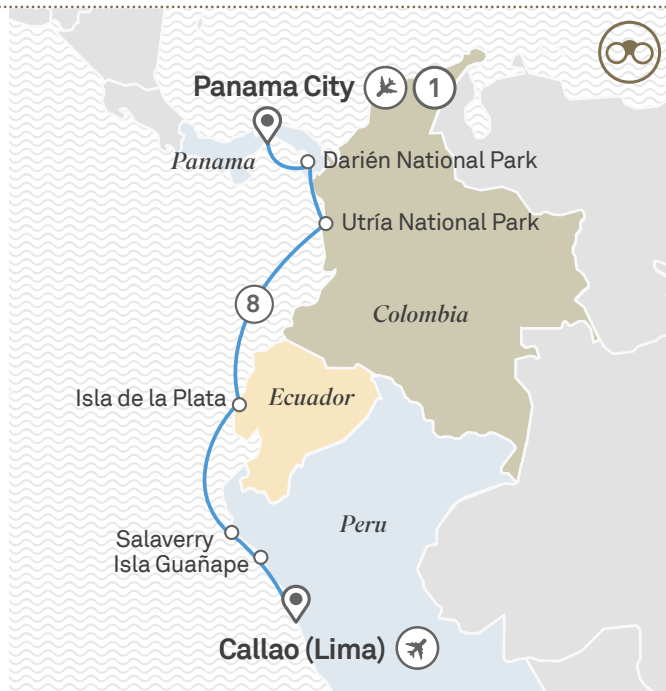 Panama City
1
Panama
Darién National Park
Utría National Park
8
Colombia
Isla de la Plata
Ecuador
Peru
Salaverry
Isla Guañape
Callao (Lima)